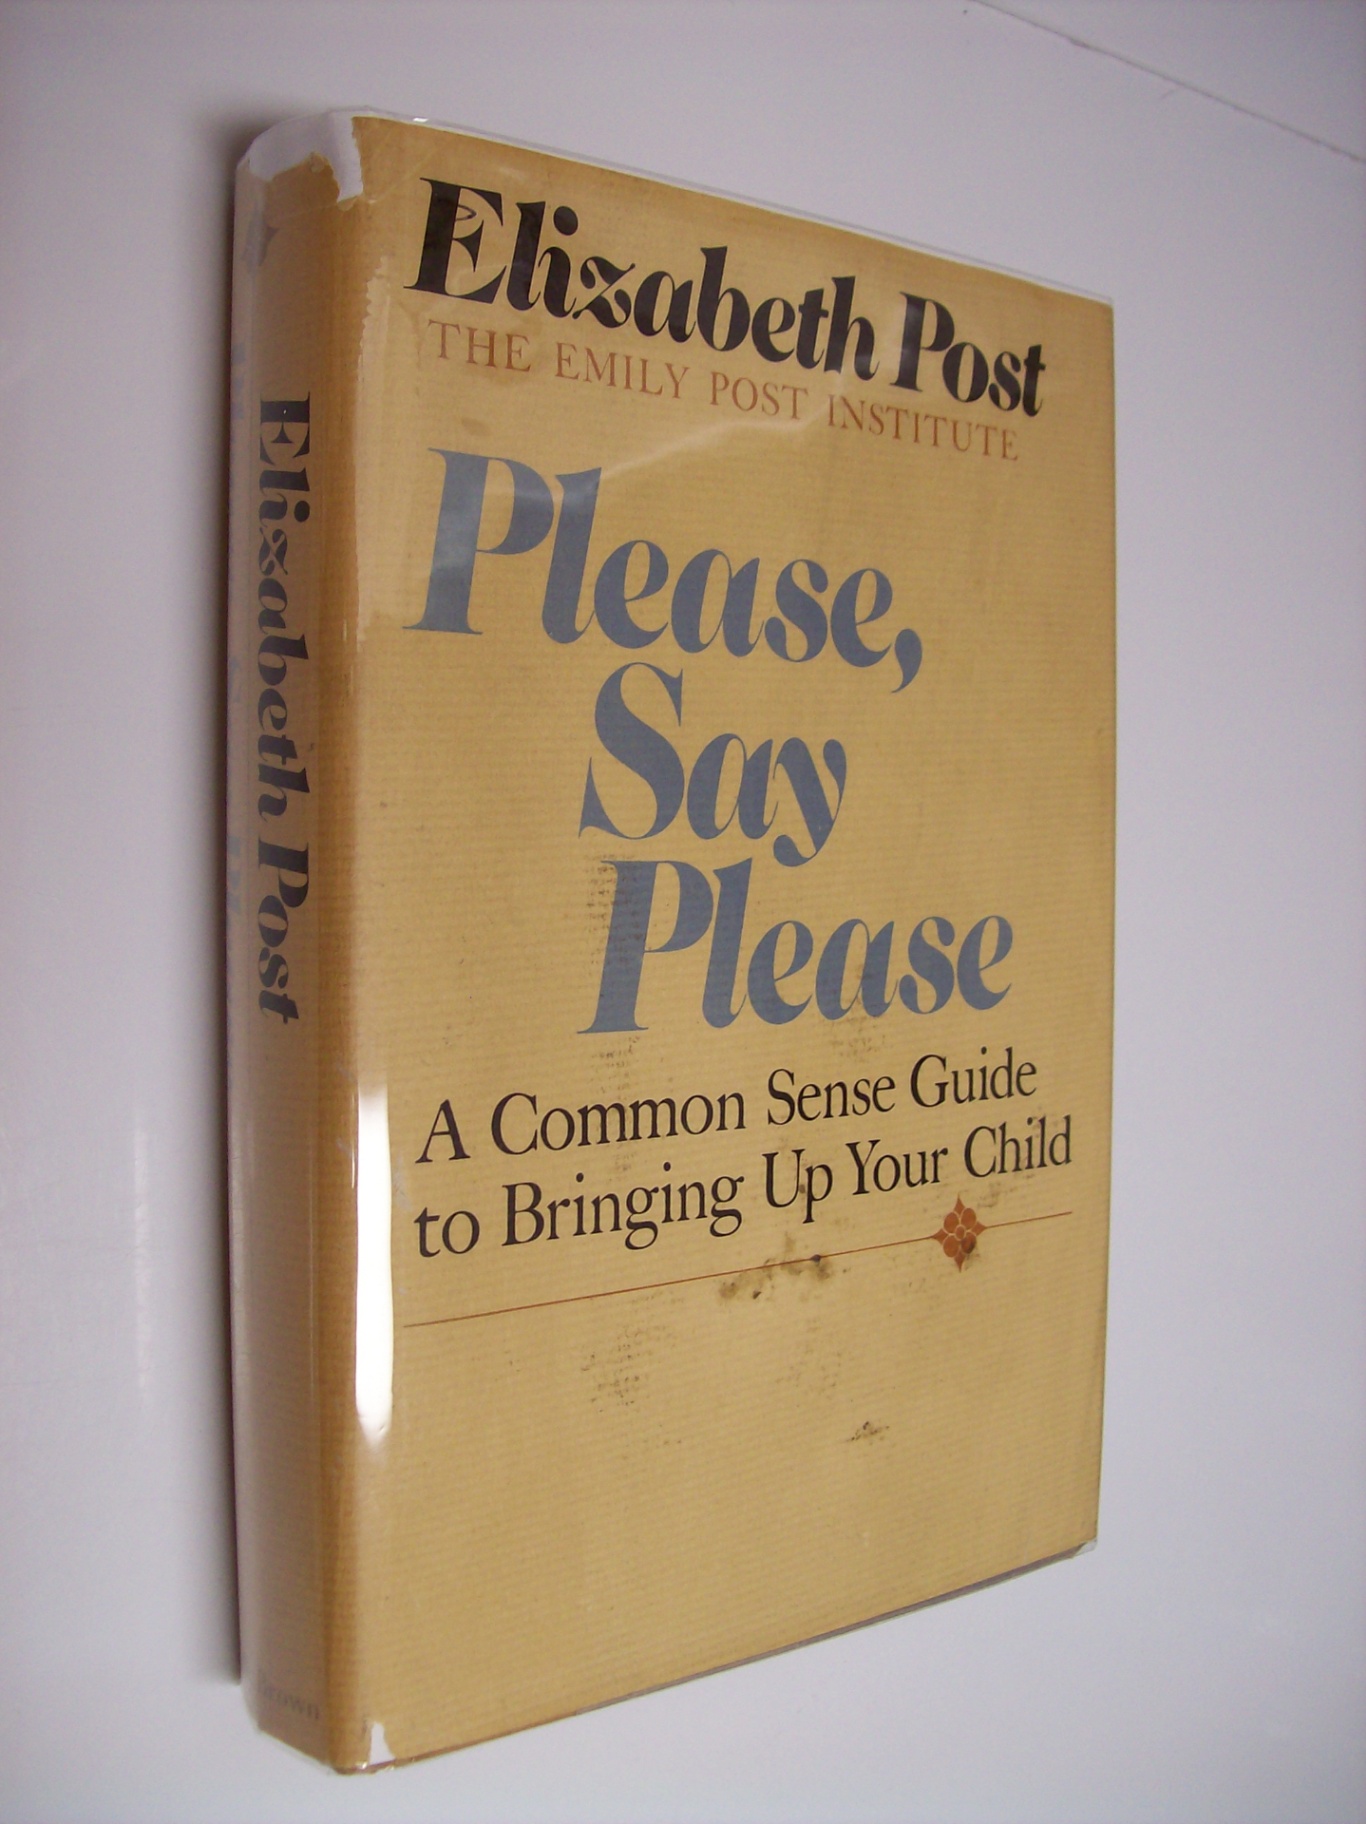 Elizabeth Post
THE EMILY POST INSTITUTE
Please,
Say
Please
A Common Sense Guide
to Bringing Up Your Child
Elizabeth Post
Brown